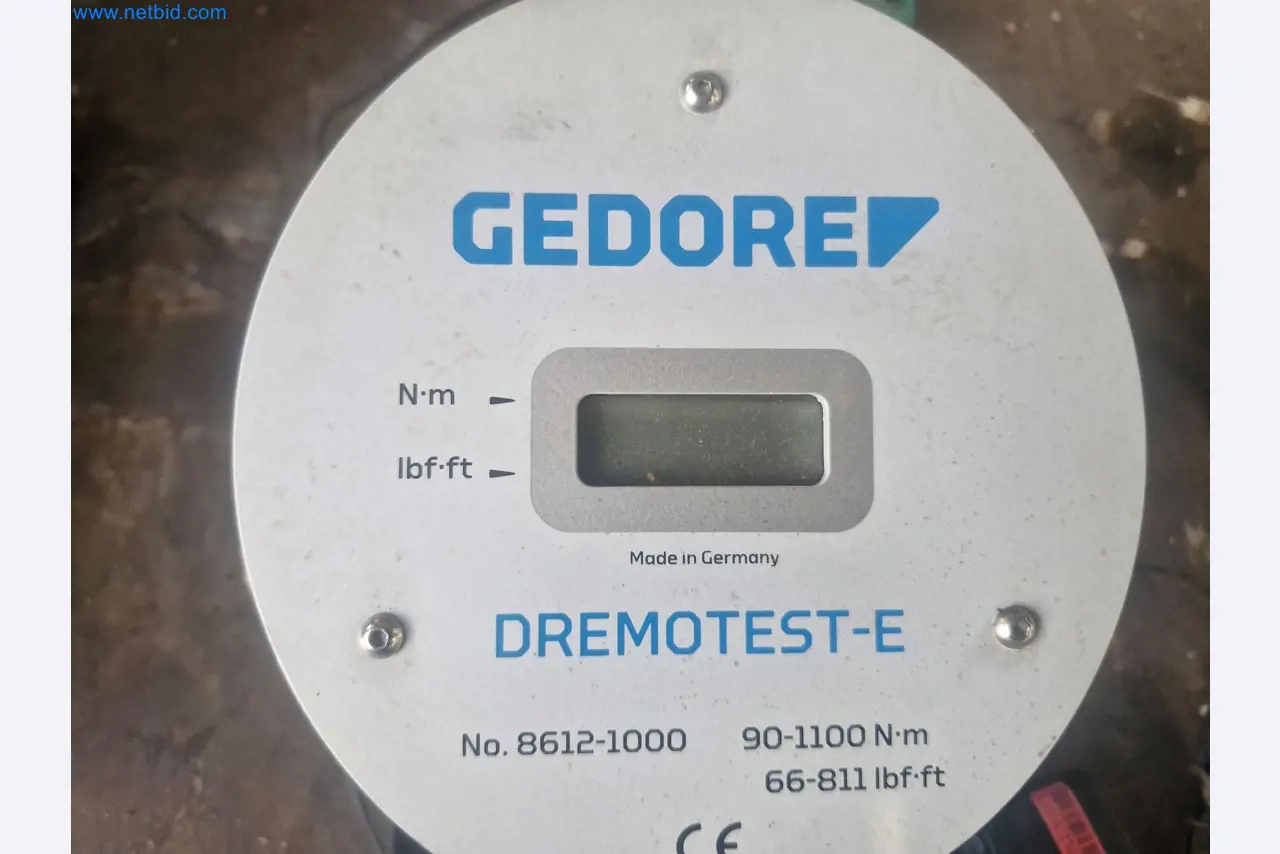 www.netbid.com
GEDORE
N·m
lbf·ft
Made in Germany
DREMOTEST-E
No. 8612-1000 90-1100 N·m
66-811 lbf·ft
CE